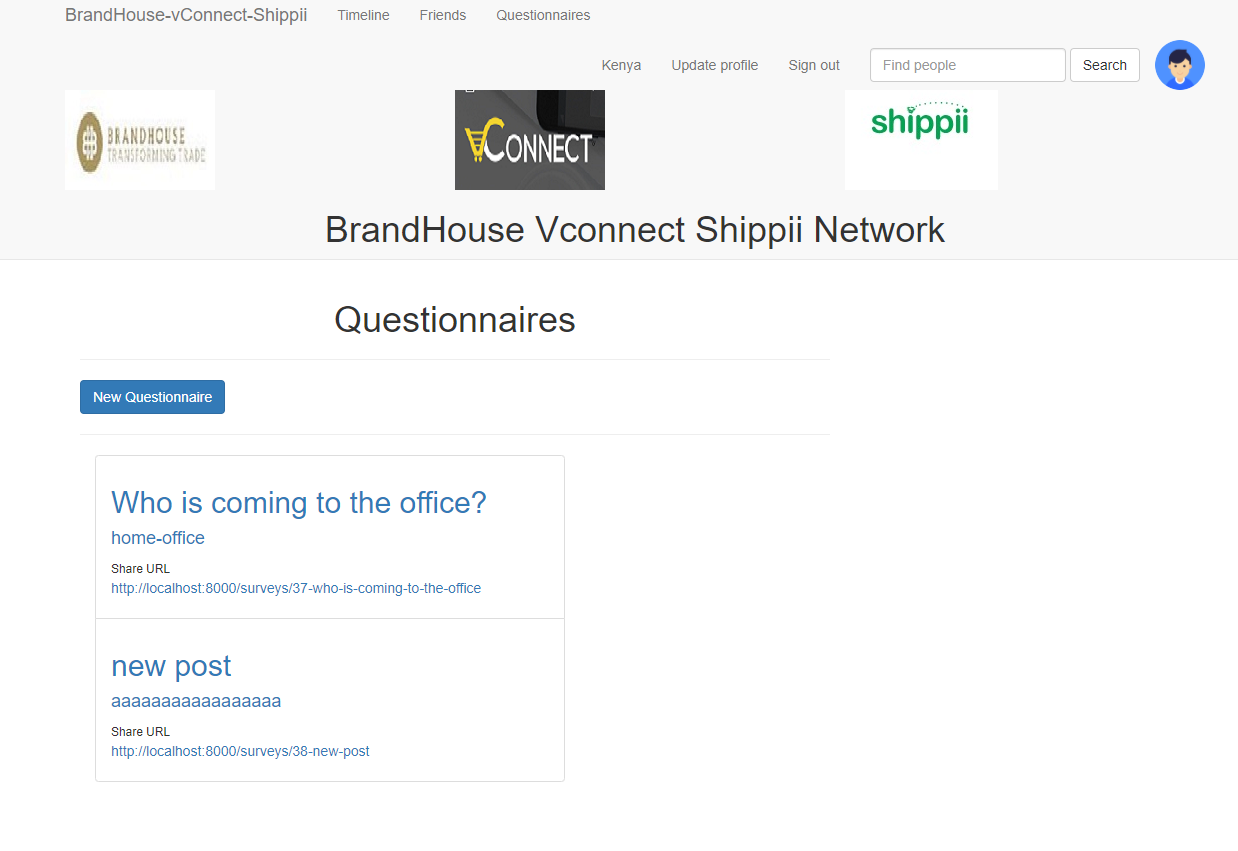 BrandHouse-vConnect-Shippii Timeline Friends Questionnaires
Kenya Update profile Sign out Find people Search
BRANDHOUSE
TRANSFORMING TRADE
VCONNECT
shippii
BrandHouse Vconnect Shippii Network
Questionnaires
New Questionnaire
Who is coming to the office?
home-office
Share URL
http://localhost:8000/surveys/37-who-is-coming-to-the-office
new post
aaaaaaaaaaaaaaaaa
Share URL
http://localhost:8000/surveys/38-new-post